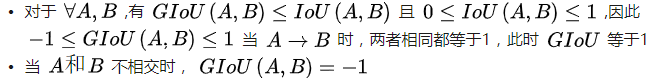 • 对于 ∀A, B ,有 GIoU (A, B) ≤ IoU (A, B) 且 0 ≤ IoU (A, B) ≤ 1 ,因此
−1 ≤ GIoU (A, B) ≤ 1 当 A → B 时，两者相同都等于1，此时 GIoU 等于1
• 当 A和B 不相交时， GIoU (A, B) = −1